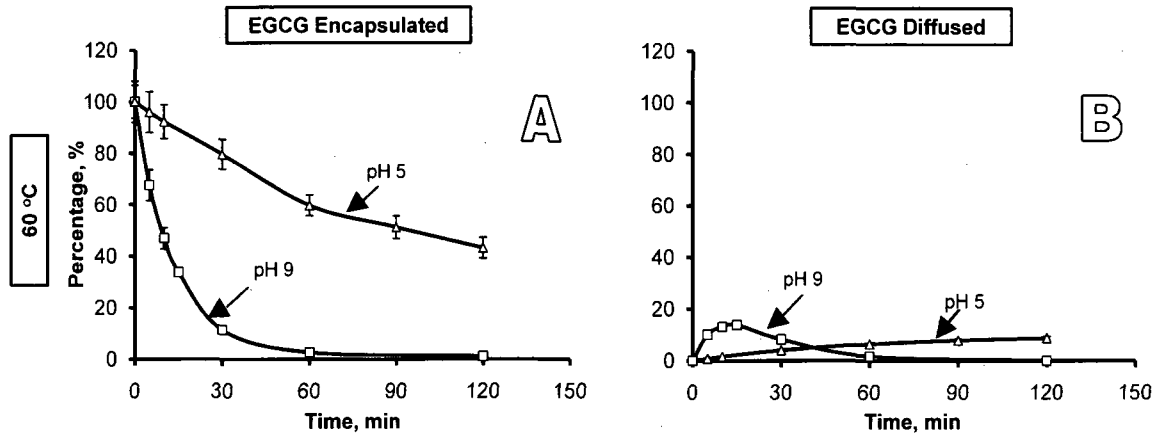 EGCG Encapsulated
EGCG Diffused
60 °C
A
Percentage, %
120
100
80
60
40
20
0
pH 5
pH 9
0 30 60 90 120 150
Time, min
B
120
100
80
60
40
20
0
pH 9
pH 5
0 30 60 90 120 150
Time, min